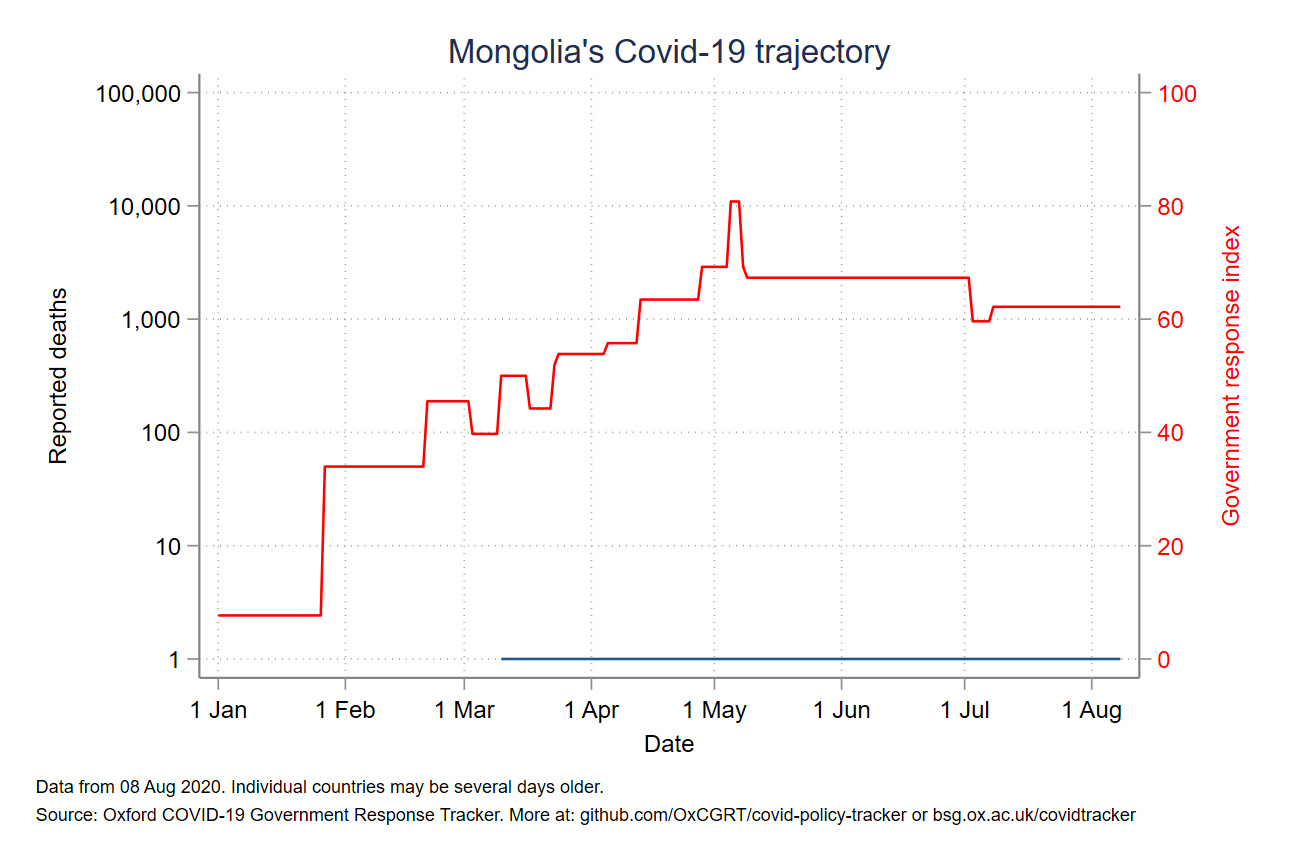 Mongolia's Covid-19 trajectory
100,000
10,000
1,000
100
10
1
Reported deaths
100
80
60
40
20
0
Government response index
1 Jan 1 Feb 1 Mar 1 Apr 1 May 1 Jun 1 Jul 1 Aug
Date
Data from 08 Aug 2020. Individual countries may be several days older.
Source: Oxford COVID-19 Government Response Tracker. More at: github.com/OxCGRT/covid-policy-tracker or bsg.ox.ac.uk/covidtracker